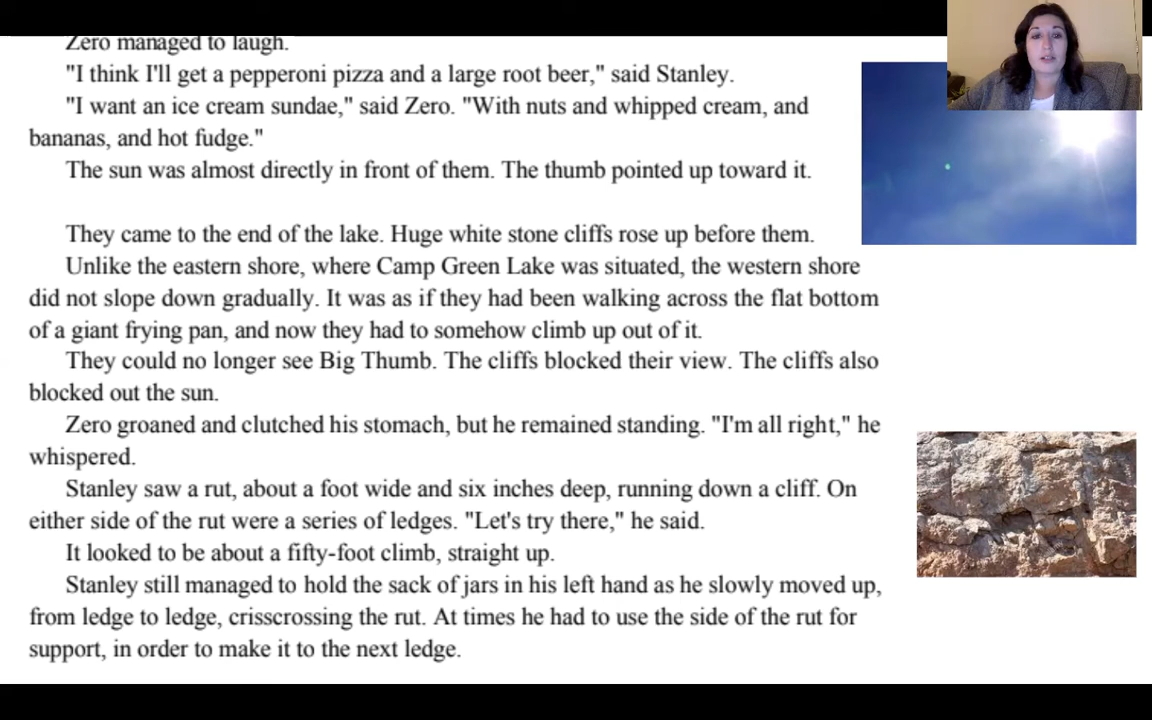 Zero managed to laugh.
"I think I'll get a pepperoni pizza and a large root beer," said Stanley.
"I want an ice cream sundae," said Zero. "With nuts and whipped cream, and
bananas, and hot fudge."
The sun was almost directly in front of them. The thumb pointed up toward it.
They came to the end of the lake. Huge white stone cliffs rose up before them.
Unlike the eastern shore, where Camp Green Lake was situated, the western shore
did not slope down gradually. It was as if they had been walking across the flat bottom
of a giant frying pan, and now they had to somehow climb up out of it.
They could no longer see Big Thumb. The cliffs blocked their view. The cliffs also
blocked out the sun.
Zero groaned and clutched his stomach, but he remained standing. "I'm all right," he
whispered.
Stanley saw a rut, about a foot wide and six inches deep, running down a cliff. On
either side of the rut were a series of ledges. "Let's try there," he said.
It looked to be about a fifty-foot climb, straight up.
Stanley still managed to hold the sack of jars in his left hand as he slowly moved up,
from ledge to ledge, crisscrossing the rut. At times he had to use the side of the rut for
support, in order to make it to the next ledge.